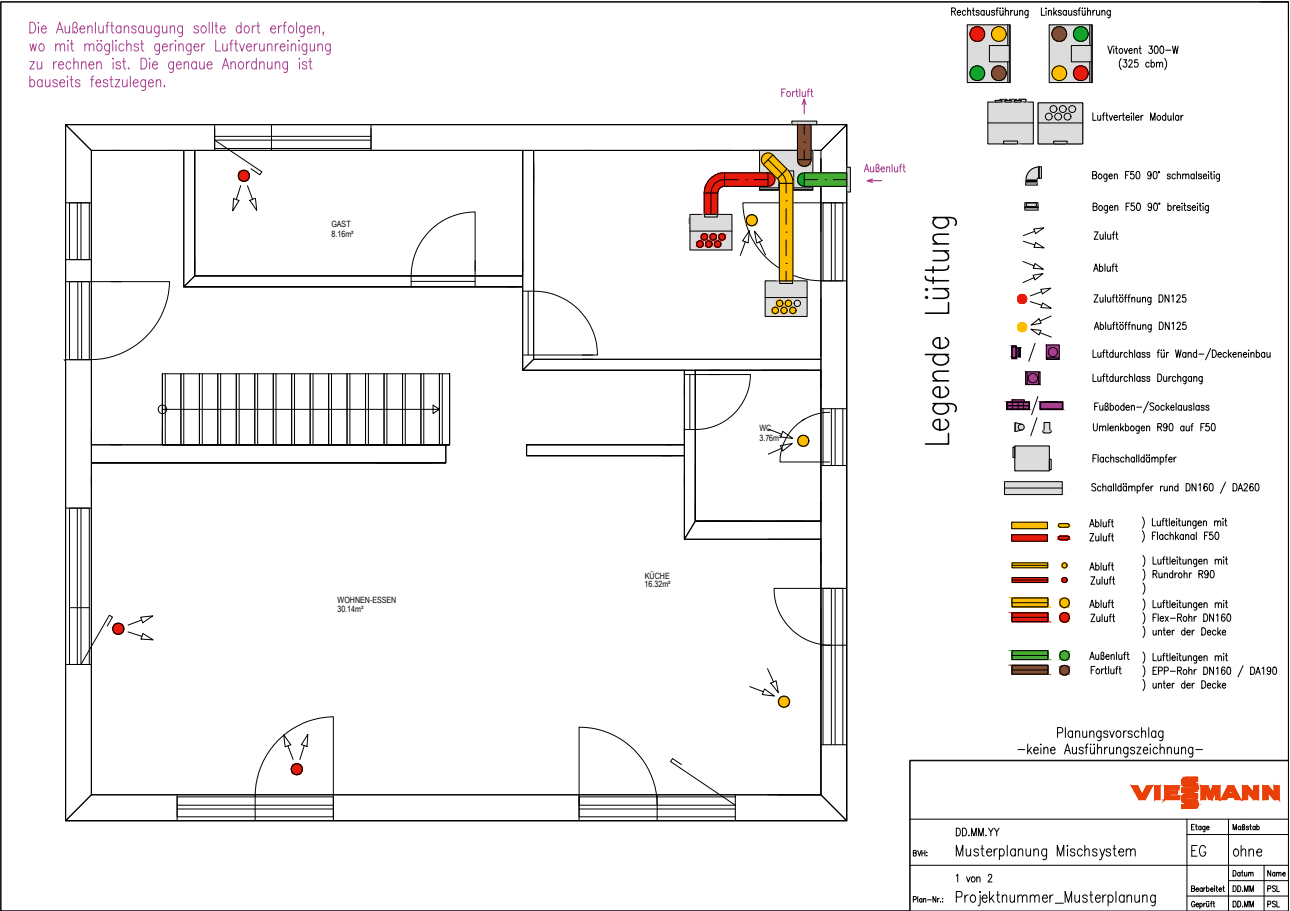 Die Außenluftansaugung sollte dort erfolgen,
wo mit möglichst geringer Luftverunreinigung
zu rechnen ist. Die genaue Anordnung ist
bauseits festzulegen.
Fortluft
Außenluft
GAST
8.16m²
WC
3.76m²
KÜCHE
16.32m²
WOHNEN-ESSEN
30.14m²
Legende Lüftung
Rechtsausführung Linksausführung
Vitovent 300-W
(325 cbm)
Luftverteiler Modular
Bogen F50 90° schmalseitig
Bogen F50 90° breitseitig
Zuluft
Abluft
Zuluftöffnung DN125
Abluftöffnung DN125
/ Luftdurchlass für Wand-/Deckeneinbau
Luftdurchlass Durchgang
/ Fußboden-/Sockelauslass
/ Umlenkbogen R90 auf F50
Flachschalldämpfer
Schalldämpfer rund DN160 / DA260
Abluft ) Luftleitungen mit
Zuluft ) Flachkanal F50
Abluft ) Luftleitungen mit
Zuluft ) Rundrohr R90
)
Abluft ) Luftleitungen mit
Zuluft ) Flex-Rohr DN160
) unter der Decke
Außenluft ) Luftleitungen mit
Fortluft ) EPP-Rohr DN160 / DA190
) unter der Decke
Planungsvorschlag
-keine Ausführungszeichnung-
VIESSMANN
DD.MM.YY
BVH: Musterplanung Mischsystem
Etage Maßstab
EG ohne
1 von 2
Plan-Nr.: Projektnummer_Musterplanung
Datum Name
Bearbeitet DD.MM PSL
Geprüft DD.MM PSL